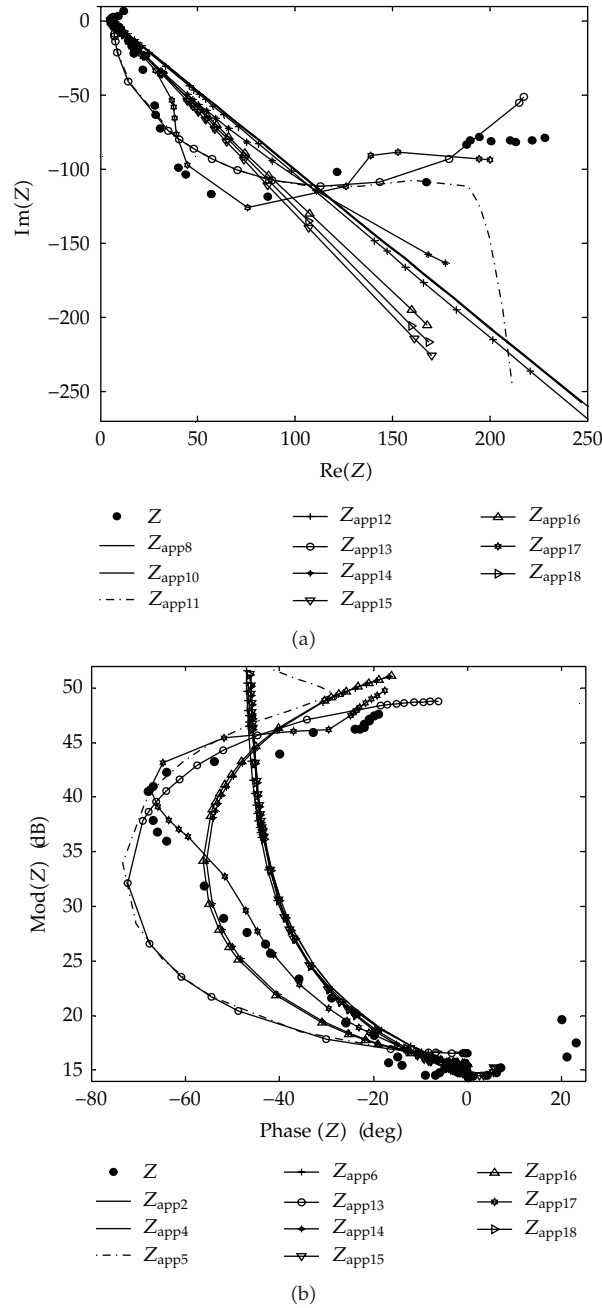 0
−50
−100
−150
−200
−250
Im(Z)
0 50 100 150 200 250
Re(Z)
Z Zapp12 Zapp16
Zapp8 Zapp13 Zapp17
Zapp10 Zapp14 Zapp18
Zapp11 Zapp15
(a)
50
45
40
35
30
25
20
15
Mod(Z) (dB)
−80 −60 −40 −20 0 20
Phase (Z) (deg)
Z Zapp6 Zapp16
Zapp2 Zapp13 Zapp17
Zapp4 Zapp14 Zapp18
Zapp5 Zapp15
(b)